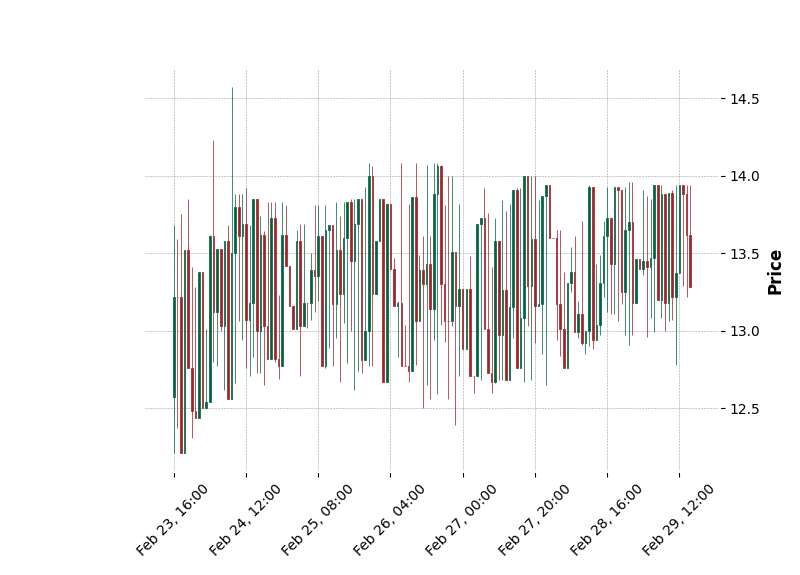 14.5
14.0
13.5
13.0
12.5
Price
Feb 23, 16:00
Feb 24, 12:00
Feb 25, 08:00
Feb 26, 04:00
Feb 27, 00:00
Feb 27, 20:00
Feb 28, 16:00
Feb 29, 12:00